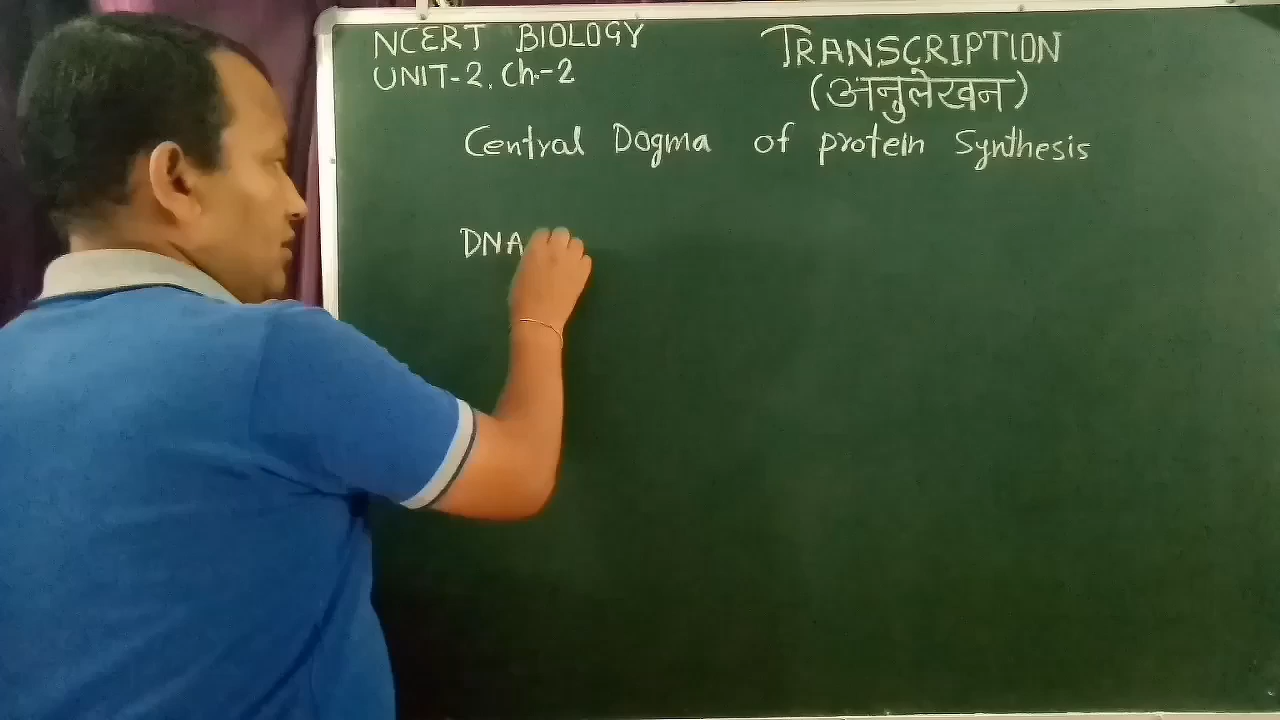 NCERT BIOLOGY
UNIT-2, Ch.-2
TRANSCRIPTION
(अनुलेखन)
Central Dogma of protein Synthesis
DNA